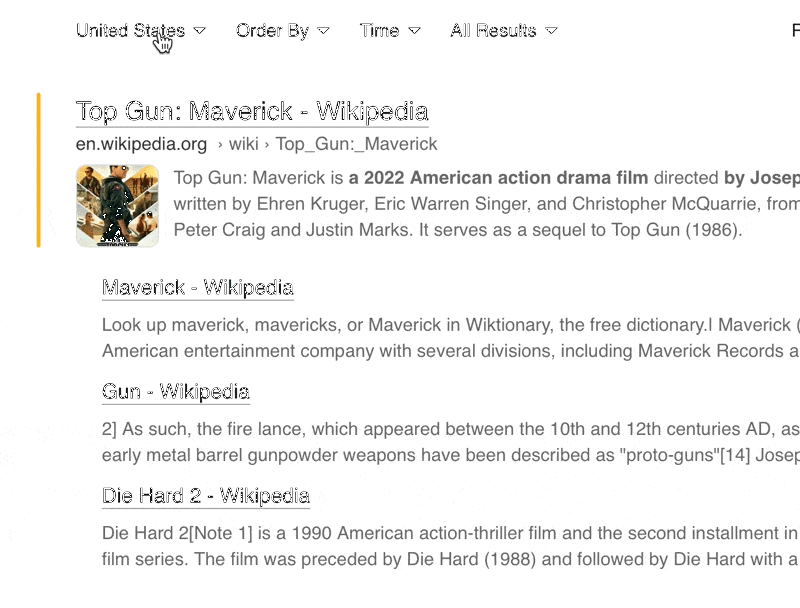 United States Order By Time All Results F
Top Gun: Maverick - Wikipedia
en.wikipedia.org › wiki › Top_Gun:_Maverick
Top Gun: Maverick is a 2022 American action drama film directed by Josep
written by Ehren Kruger, Eric Warren Singer, and Christopher McQuarrie, from
Peter Craig and Justin Marks. It serves as a sequel to Top Gun (1986).
Maverick - Wikipedia
Look up maverick, mavericks, or Maverick in Wiktionary, the free dictionary.l Maverick (
American entertainment company with several divisions, including Maverick Records a
Gun - Wikipedia
2] As such, the fire lance, which appeared between the 10th and 12th centuries AD, as
early metal barrel gunpowder weapons have been described as "proto-guns"[14] Josep
Die Hard 2 - Wikipedia
Die Hard 2[Note 1] is a 1990 American action-thriller film and the second installment in
film series. The film was preceded by Die Hard (1988) and followed by Die Hard with a